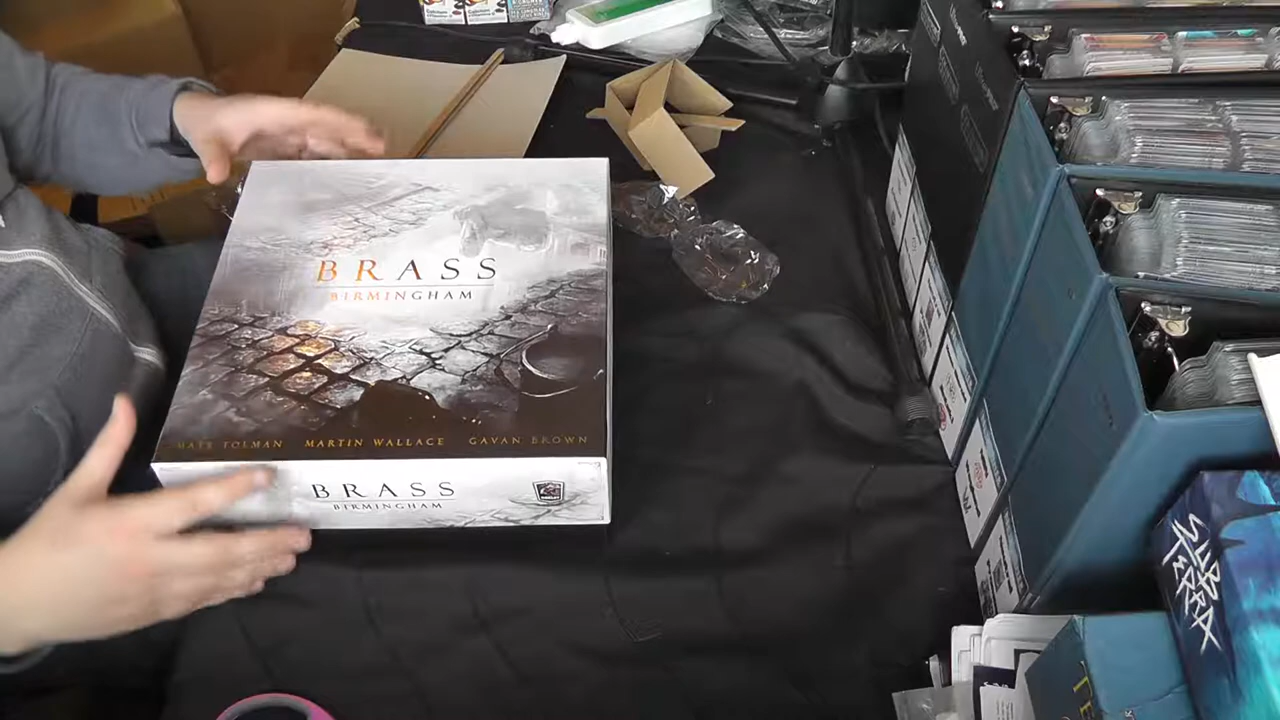 BRASS
BIRMINGHAM
MATT TOLMAN MARTIN WALLACE GAVAN BROWN
BRASS
BIRMINGHAM
SUB
TERRA